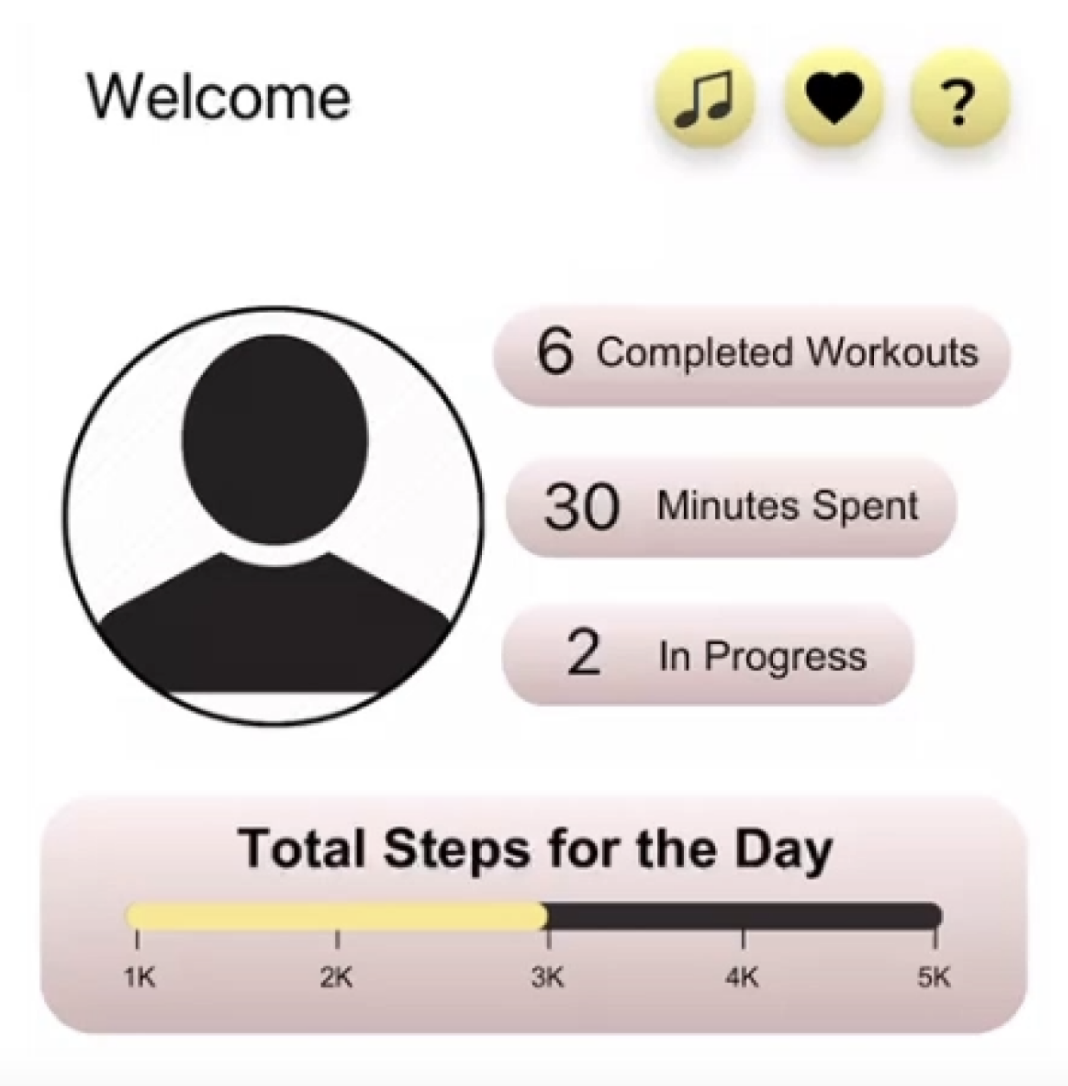 Welcome
?
6 Completed Workouts
30 Minutes Spent
2 In Progress
Total Steps for the Day
1K 2K 3K 4K 5K